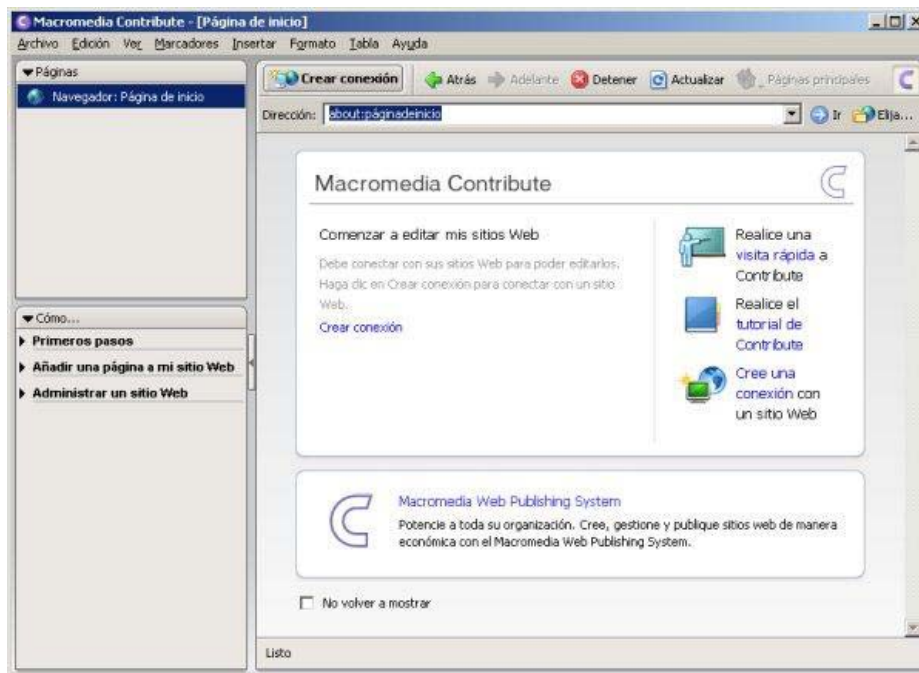 Macromedia Contribute - [Página de inicio]
Archivo Edición Ver Marcadores Insertar Formato Tabla Ayuda
Páginas
Navegador: Página de inicio
Cómo...
Primeros pasos
Añadir una página a mi sitio Web
Administrar un sitio Web
Crear conexión Atrás Adelante Detener Actualizar Páginas principales
Dirección: about:páginadeinicio Ir Elija...
Macromedia Contribute
Comenzar a editar mis sitios Web
Debe conectar con sus sitios Web para poder editarlos.
Haga clic en Crear conexión para conectar con un sitio
Web.
Crear conexión
Realice una
visita rápida a
Contribute
Realice el
tutorial de
Contribute
Cree una
conexión con
un sitio Web
Macromedia Web Publishing System
Potencie a toda su organización. Cree, gestione y publique sitios web de manera
económica con el Macromedia Web Publishing System.
No volver a mostrar
Listo